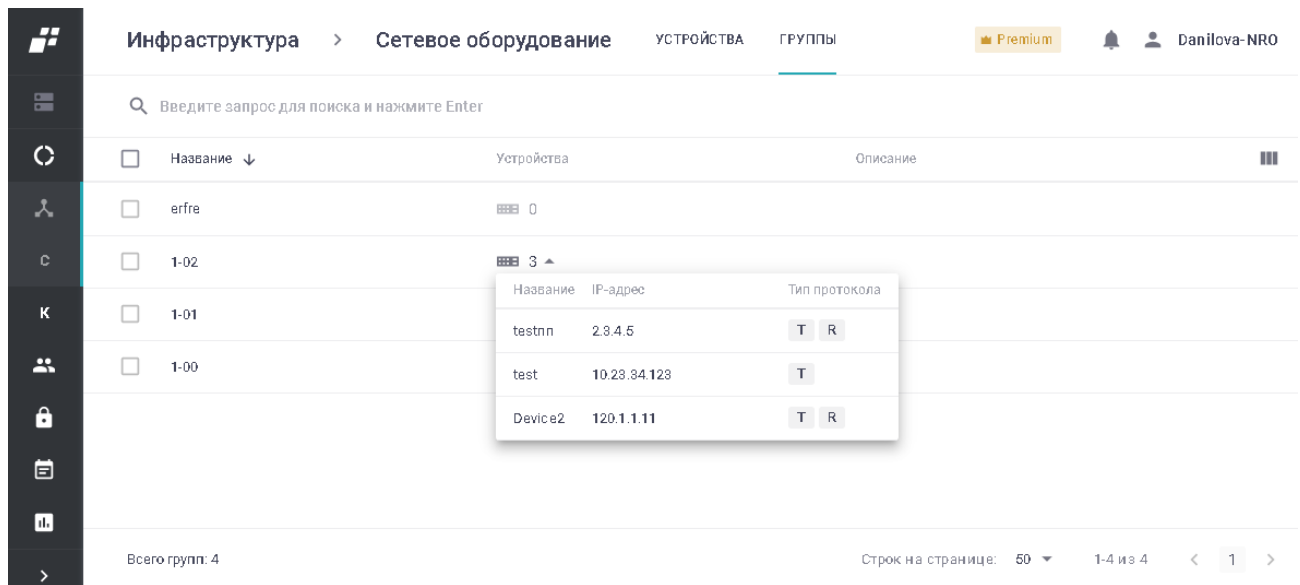 Инфраструктура > Сетевое оборудование УСТРОЙСТВА ГРУППЫ Premium Danilova-NRO
Введите запрос для поиска и нажмите Enter
Название ↓ Устройства Описание
erfre 0
С 1-02 3
Название IP-адрес Тип протокола
К 1-01
testпп 2.3.4.5 T R
1-00
test 10.23.34.123 T
Device2 120.1.1.11 T R
Всего групп: 4 Строк на странице: 50 1-4 из 4 < 1 >